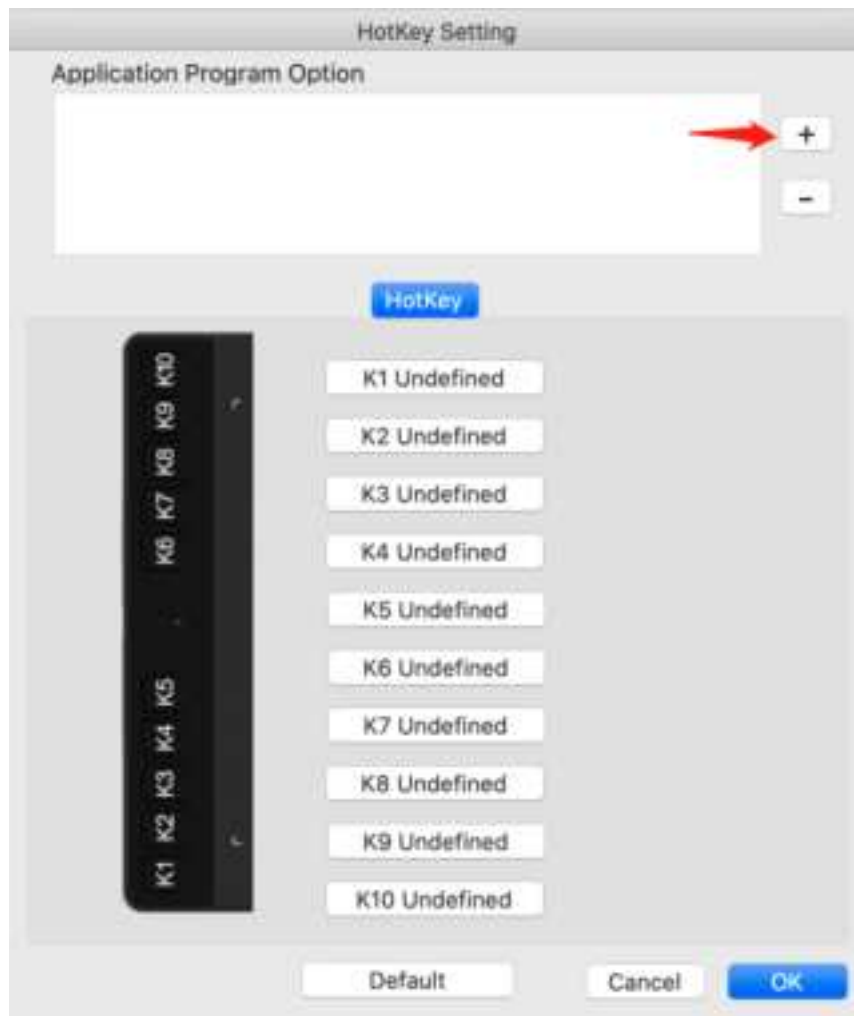 HotKey Setting
Application Program Option
+
-
HotKey
K6 K7 K8 K9 K10
K1 K2 K3 K4 K5
K1 Undefined
K2 Undefined
K3 Undefined
K4 Undefined
K5 Undefined
K6 Undefined
K7 Undefined
K8 Undefined
K9 Undefined
K10 Undefined
Default
Cancel
OK